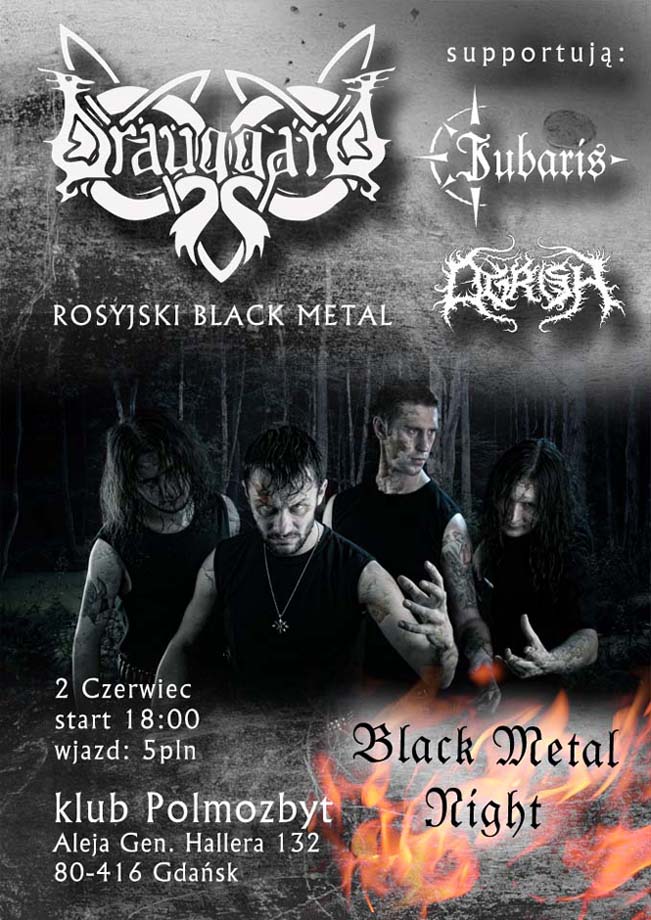 Drauggard
supportują:
Jubaris
ROSYJSKI BLACK METAL
2 Czerwiec
start 18:00
wjazd: 5pln
klub Polmozbyt
Aleja Gen. Hallera 132
80-416 Gdańsk
Black Metal
Night